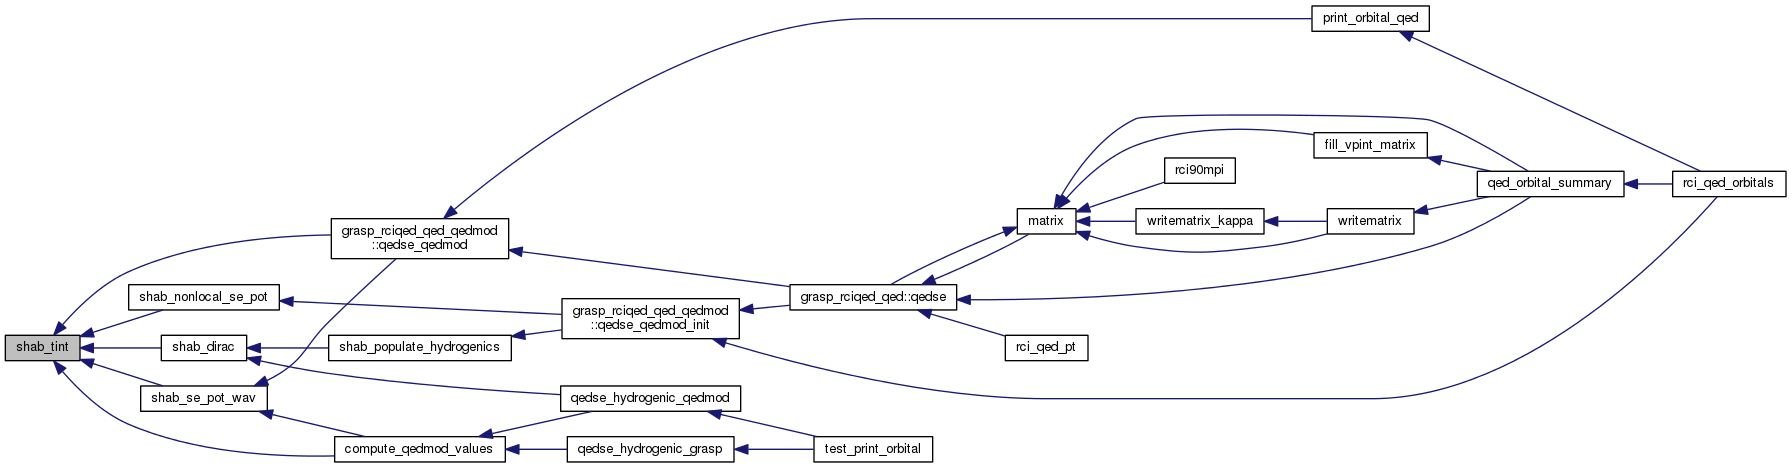 print_orbital_qed
fill_vpint_matrix
rci90mpi
qed_orbital_summary
rci_qed_orbitals
matrix
writematrix_kappa
writematrix
grasp_rciqed_qed_qedmod
::qedse_qedmod
shab_nonlocal_se_pot
grasp_rciqed_qed::qedse
grasp_rciqed_qed_qedmod
::qedse_qedmod_init
shab_tint
shab_dirac
shab_populate_hydrogenics
rci_qed_pt
shab_se_pot_wav
qedse_hydrogenic_qedmod
compute_qedmod_values
qedse_hydrogenic_grasp
test_print_orbital